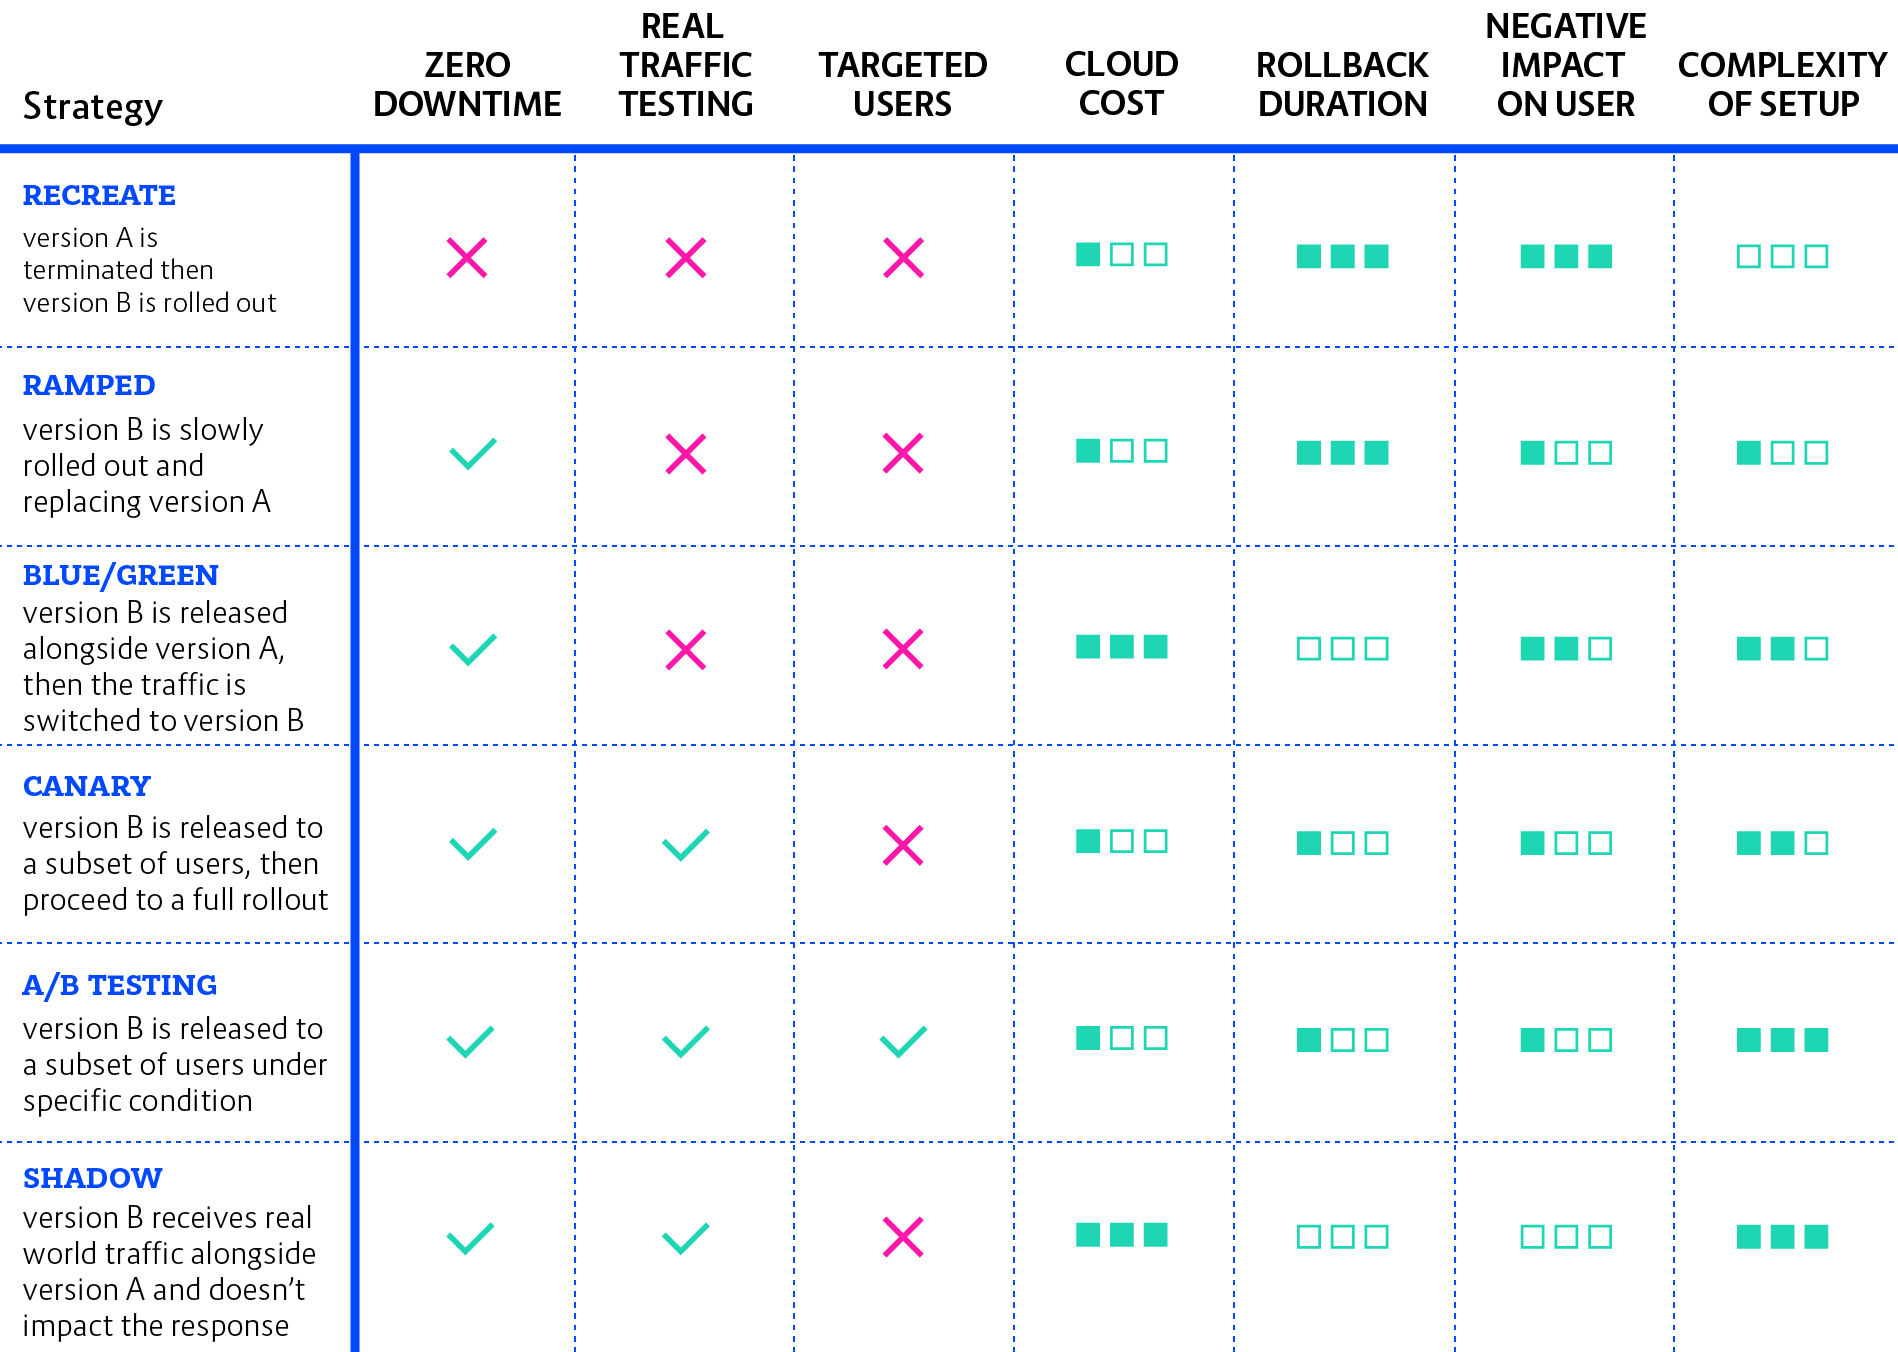 Strategy
ZERO
DOWNTIME
REAL
TRAFFIC
TESTING
TARGETED
USERS
CLOUD
COST
ROLLBACK
DURATION
NEGATIVE
IMPACT
ON USER
COMPLEXITY
OF SETUP
RECREATE
version A is
terminated then
version B is rolled out
RAMPED
version B is slowly
rolled out and
replacing version A
BLUE/GREEN
version B is released
alongside version A,
then the traffic is
switched to version B
CANARY
version B is released to
a subset of users, then
proceed to a full rollout
A/B TESTING
version B is released to
a subset of users under
specific condition
SHADOW
version B receives real
world traffic alongside
version A and doesn’t
impact the response